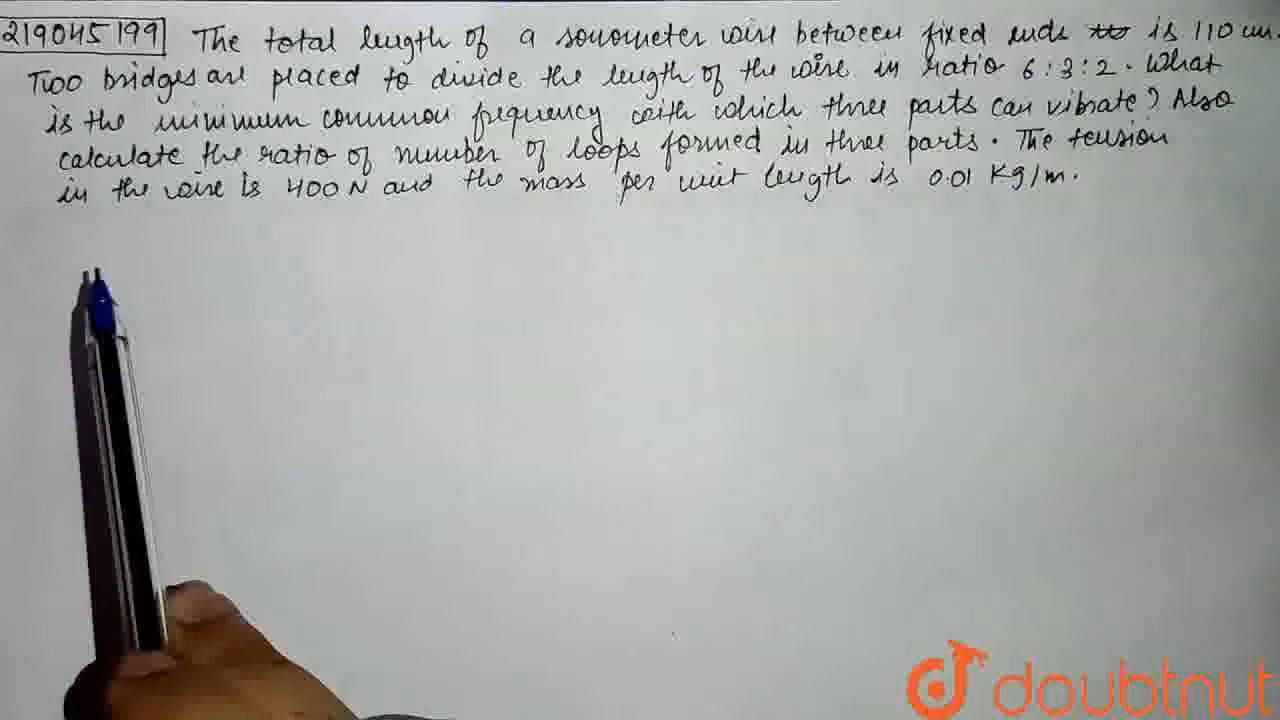 219045199 The total length of a sonometer wire between fixed ends is 110 cm.
Two bridges are placed to divide the length of the wire in ratio 6:3:2. What
is the minimum common frequency with which three parts can vibrate? Also
calculate the ratio of number of loops formed in three parts. The tension
in the wire is 400 N and the mass per unit length is 0.01 Kg/m.
doubtnut